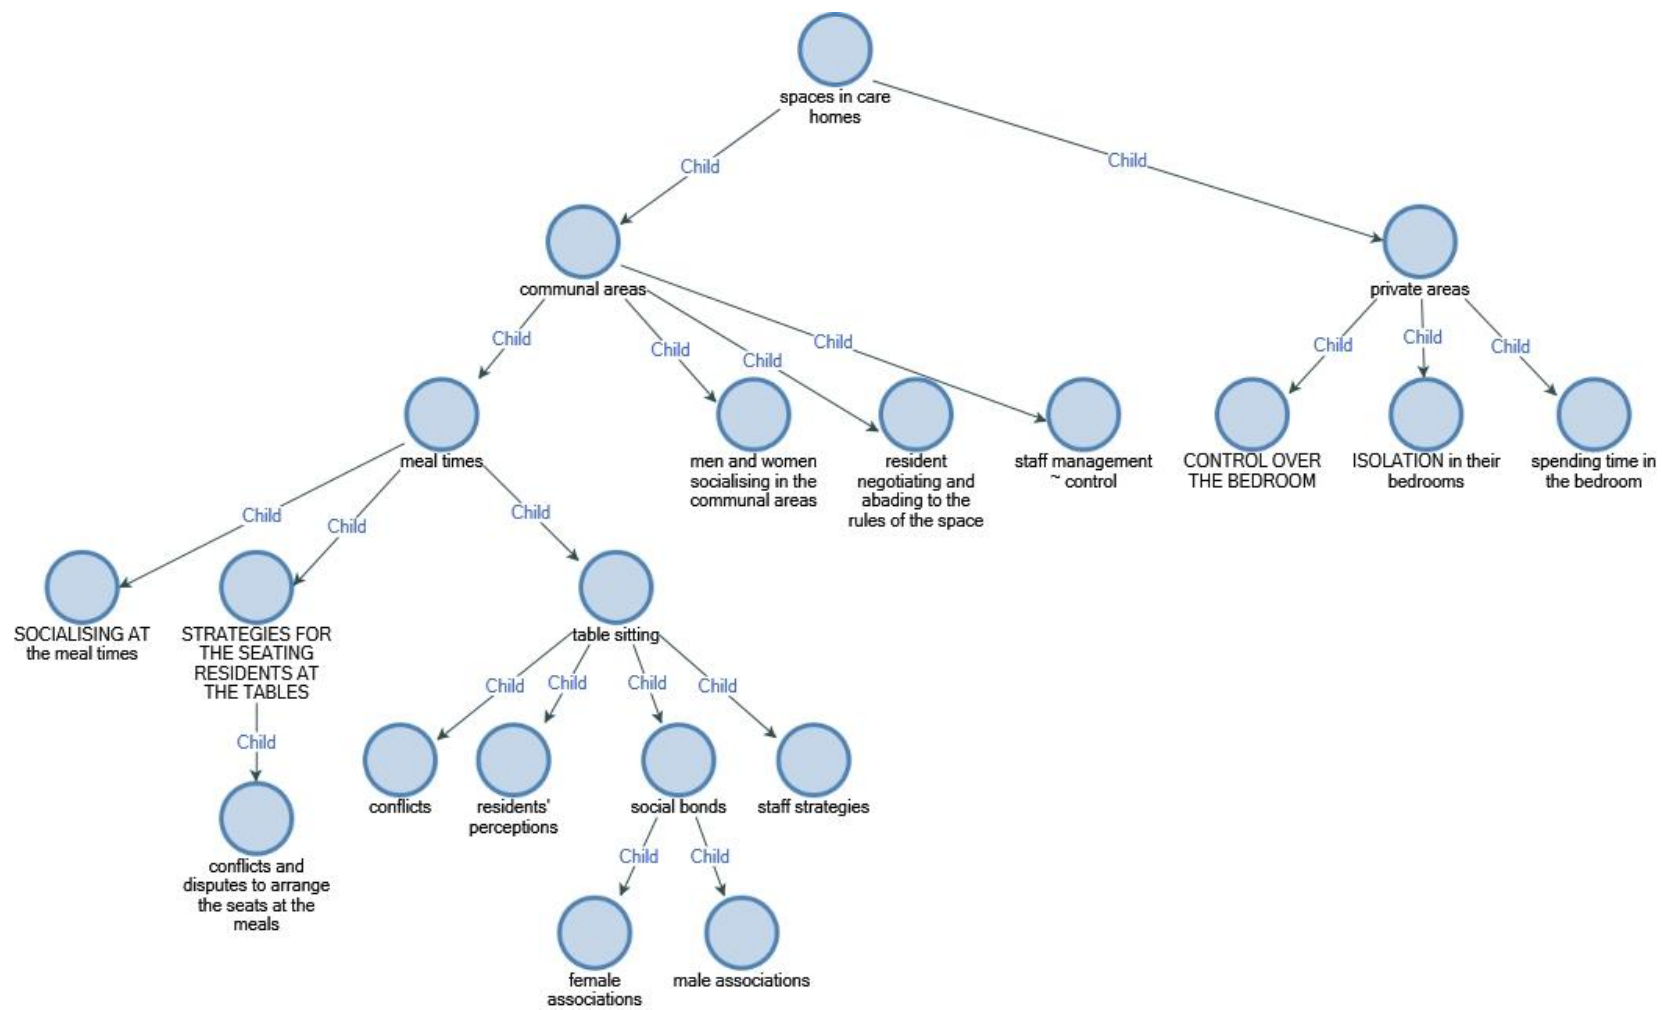 spaces in care
homes
Child
Child
communal areas
private areas
Child
Child
Child
Child
Child
Child
Child
meal times
men and women
socialising in the
communal areas
resident
negotiating and
abading to the
rules of the space
staff management
~ control
CONTROL OVER
THE BEDROOM
ISOLATION in their
bedrooms
spending time in
the bedroom
Child
Child
Child
SOCIALISING AT
the meal times
STRATEGIES FOR
THE SEATING
RESIDENTS AT
THE TABLES
table sitting
Child
Child
Child
Child
Child
conflicts
residents'
perceptions
social bonds
staff strategies
conflicts and
disputes to arrange
the seats at the
meals
Child
Child
female
associations
male associations